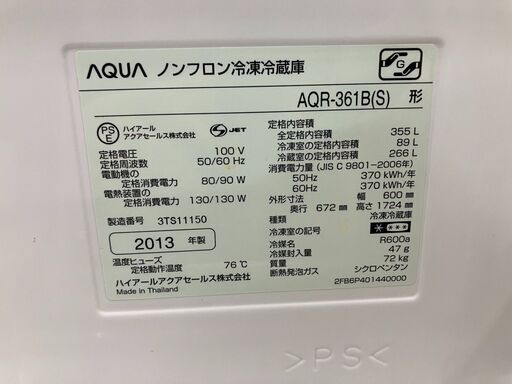 AQUA ノンフロン冷凍冷蔵庫
G
AQR-361B(S) 形
PS
E
ハイアール
アクアセールス株式会社
S JET
定格電圧 100 V
定格周波数 50/60 Hz
電動機の
定格消費電力 80/90 W
電熱装置の
定格消費電力 130/130 W
製造番号 3TS11150
2013 年製
温度ヒューズ
定格動作温度 76℃
ハイアールアクアセールス株式会社
Made in Thailand
定格内容積
全定格内容積 355 L
冷凍室の定格内容積 89 L
冷蔵室の定格内容積 266 L
消費電力量 (JIS C 9801-2006年)
50Hz 370 kWh/年
60Hz 370 kWh/年
外形寸法 幅 600 mm
奥行 672 mm 高さ 1724 mm
種類 冷凍冷蔵庫
冷凍室の記号 * ***
冷媒名 R600a
冷媒封入量 47 g
質量 72 kg
断熱発泡ガス シクロペンタン
2FB6P401440000
>PS<